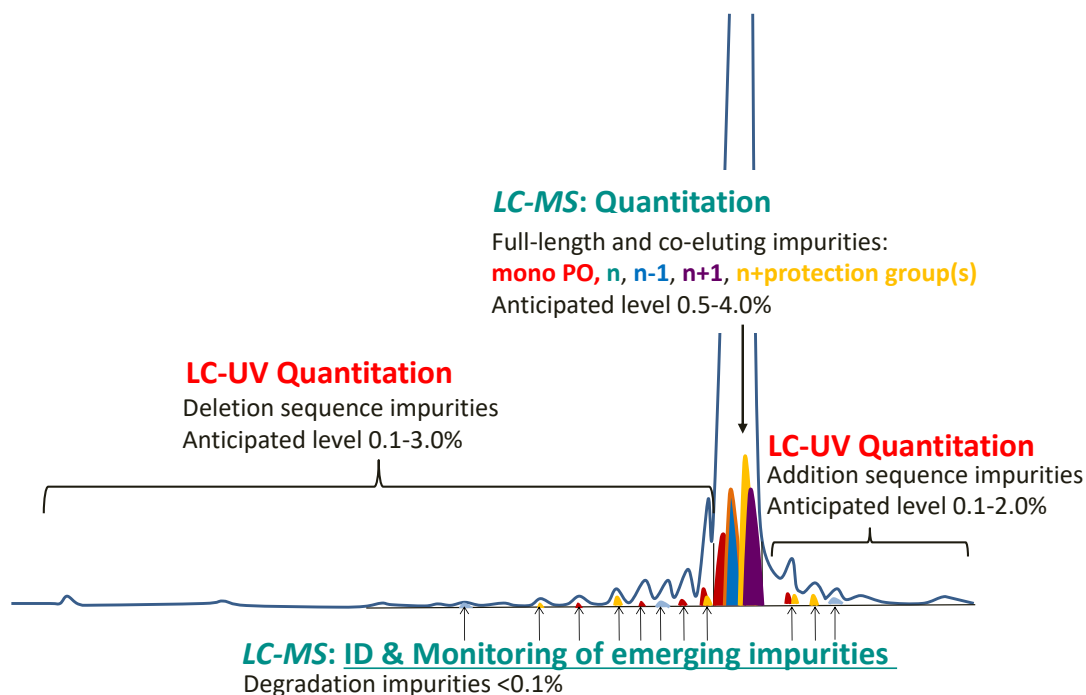 LC-MS: Quantitation
Full-length and co-eluting impurities:
mono PO, n, n-1, n+1, n+protection group(s)
Anticipated level 0.5-4.0%
LC-UV Quantitation
Deletion sequence impurities
Anticipated level 0.1-3.0%
LC-UV Quantitation
Addition sequence impurities
Anticipated level 0.1-2.0%
LC-MS: ID & Monitoring of emerging impurities
Degradation impurities <0.1%